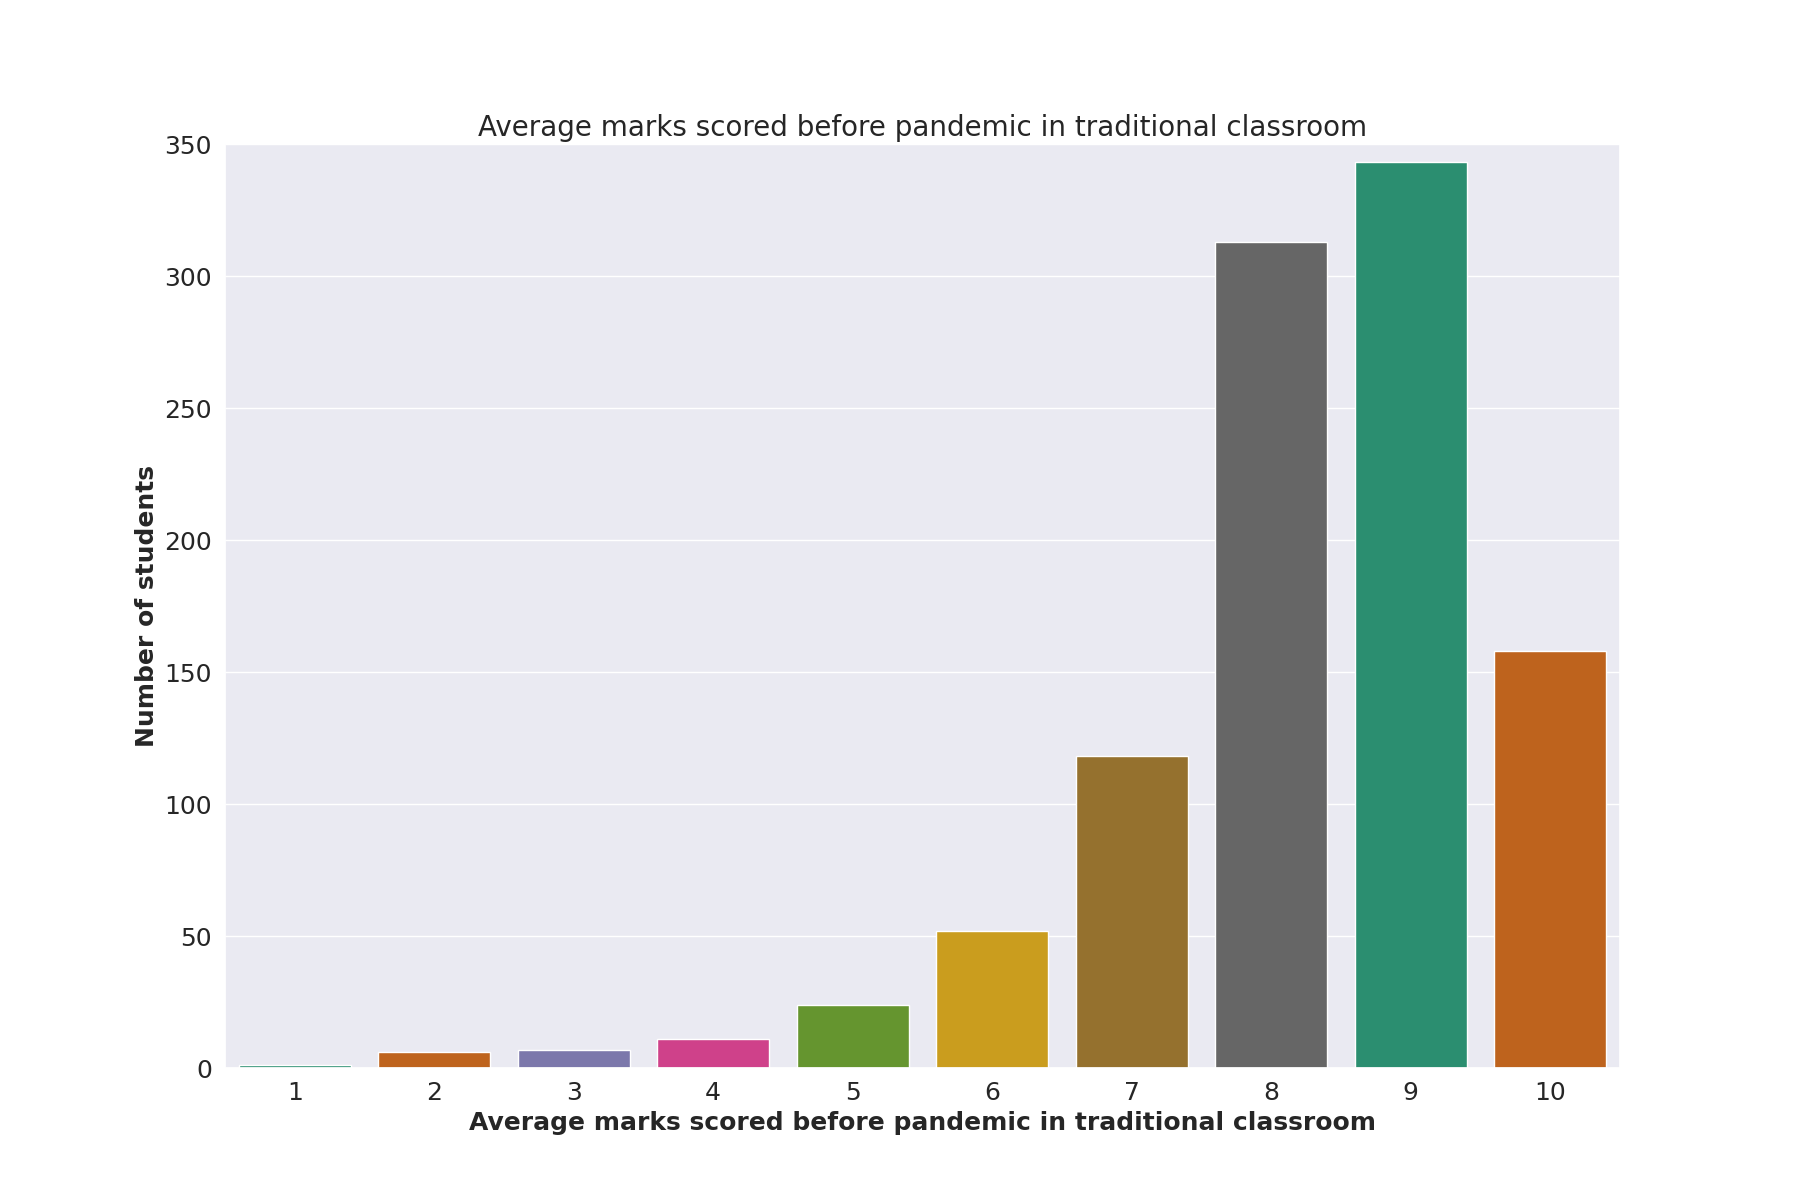 Average marks scored before pandemic in traditional classroom
350
300
250
200
150
100
50
0
Number of students
1 2 3 4 5 6 7 8 9 10
Average marks scored before pandemic in traditional classroom